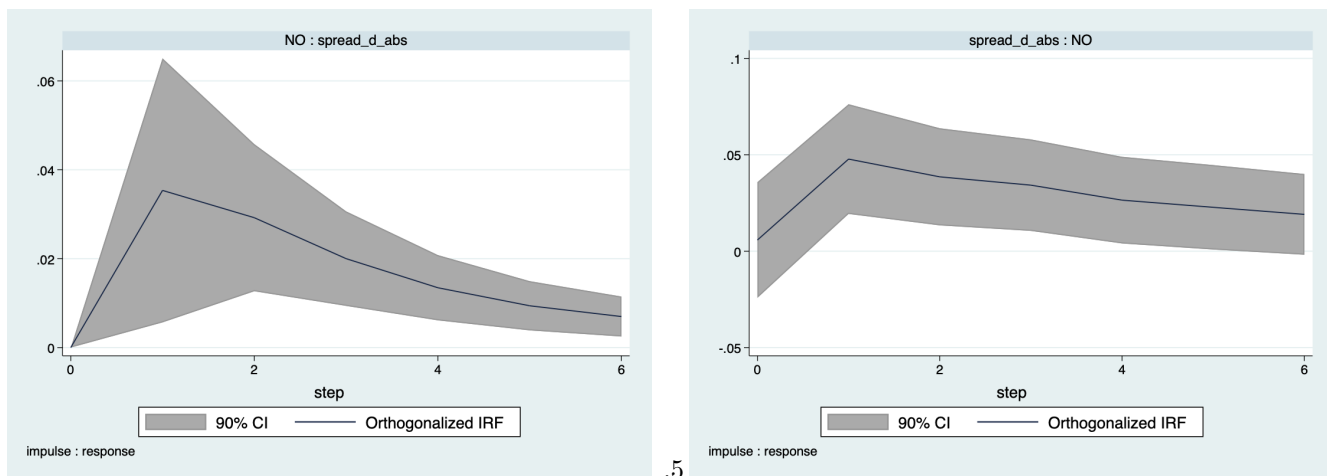 NO : spread_d_abs
.06
.04
.02
0
0 2 4 6
step
90% CI Orthogonalized IRF
impulse : response
.5
spread_d_abs : NO
.1
.05
0
-.05
0 2 4 6
step
90% CI Orthogonalized IRF
impulse : response